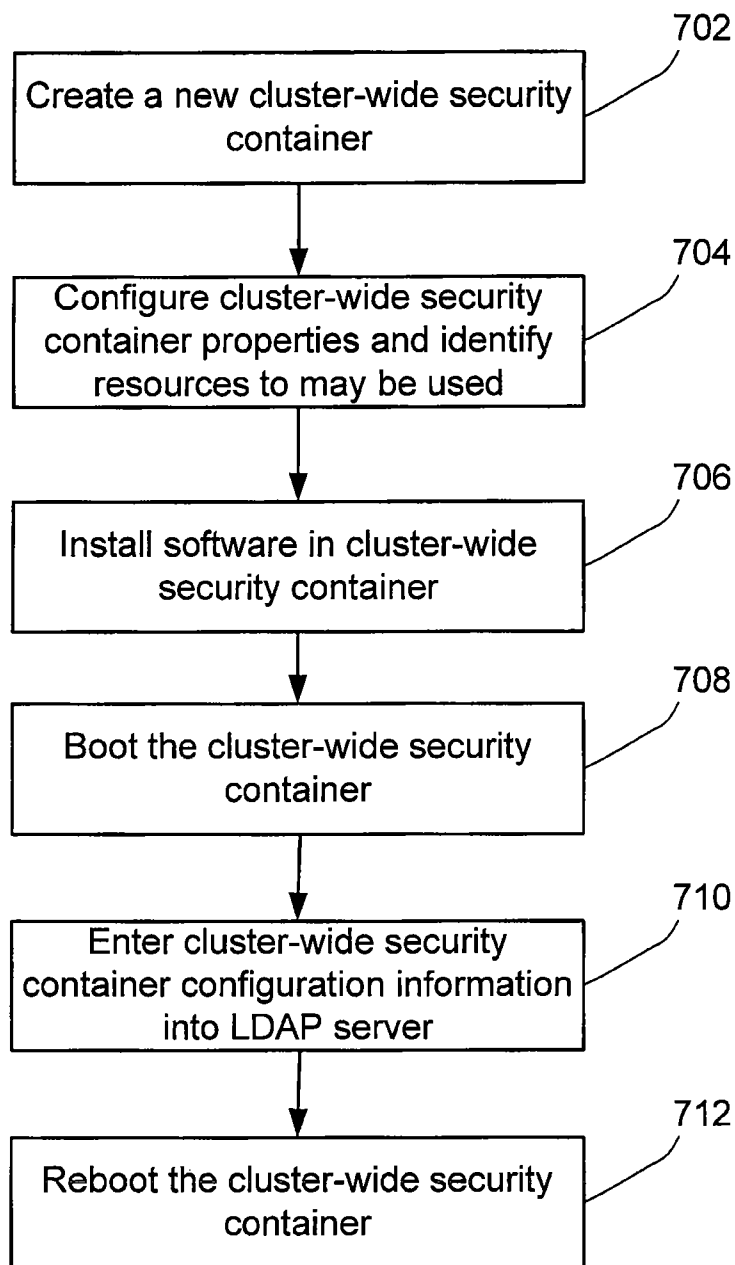 702
Create a new cluster-wide security
container
704
Configure cluster-wide security
container properties and identify
resources to may be used
706
Install software in cluster-wide
security container
708
Boot the cluster-wide security
container
710
Enter cluster-wide security
container configuration information
into LDAP server
712
Reboot the cluster-wide security
container